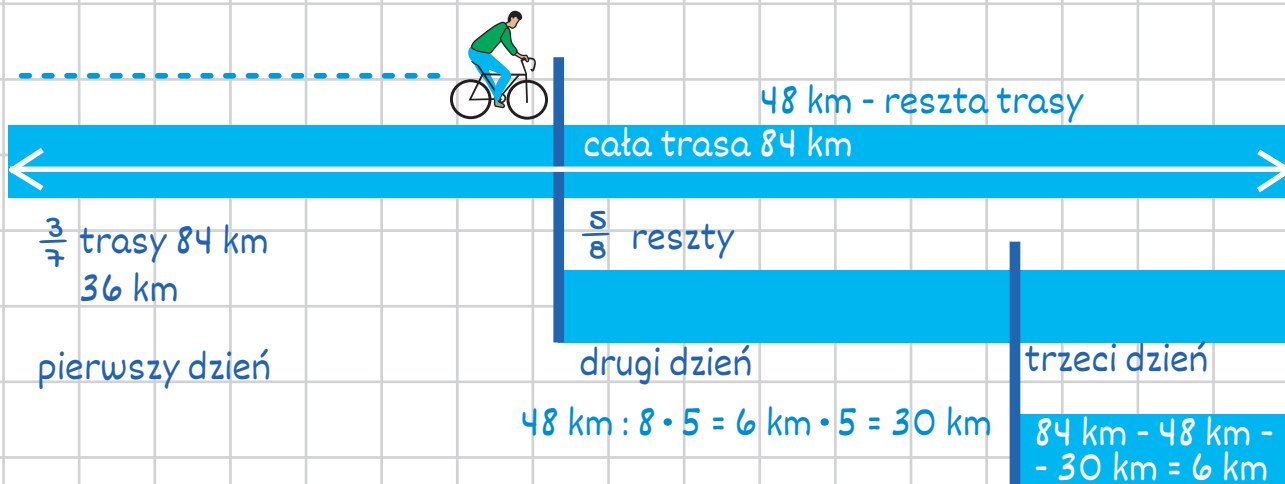 48 km - reszta trasy
cała trasa 84 km
3/7 trasy 84 km
36 km
pierwszy dzień
5/8 reszty
drugi dzień
48 km : 8 • 5 = 6 km • 5 = 30 km
trzeci dzień
84 km - 48 km -
- 30 km = 6 km